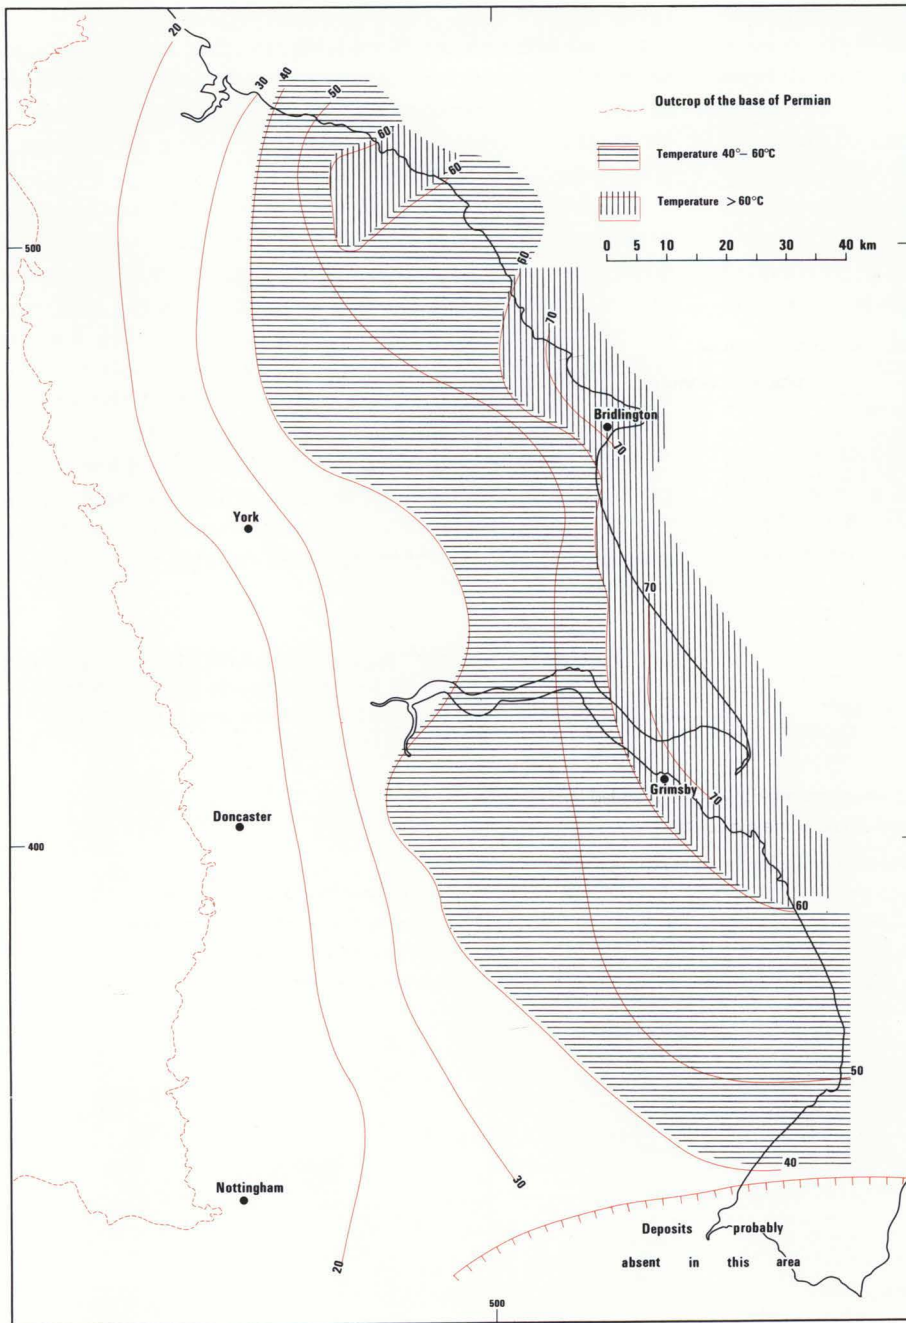 20
30
40
50
60
60
Outcrop of the base of Permian
Temperature 40°– 60°C
Temperature >60°C
0 5 10 20 30 40 km
500
60
70
Bridlington
70
York
70
Grimsby
70
Doncaster
400
60
50
40
30
Nottingham
20
Deposits probably
absent in this area
500